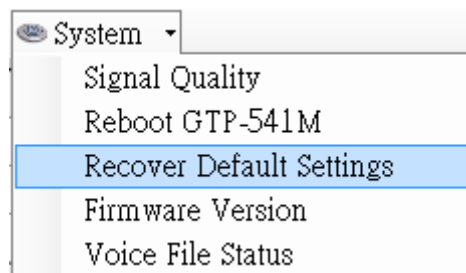 System
Signal Quality
Reboot GTP-541M
Recover Default Settings
Firmware Version
Voice File Status